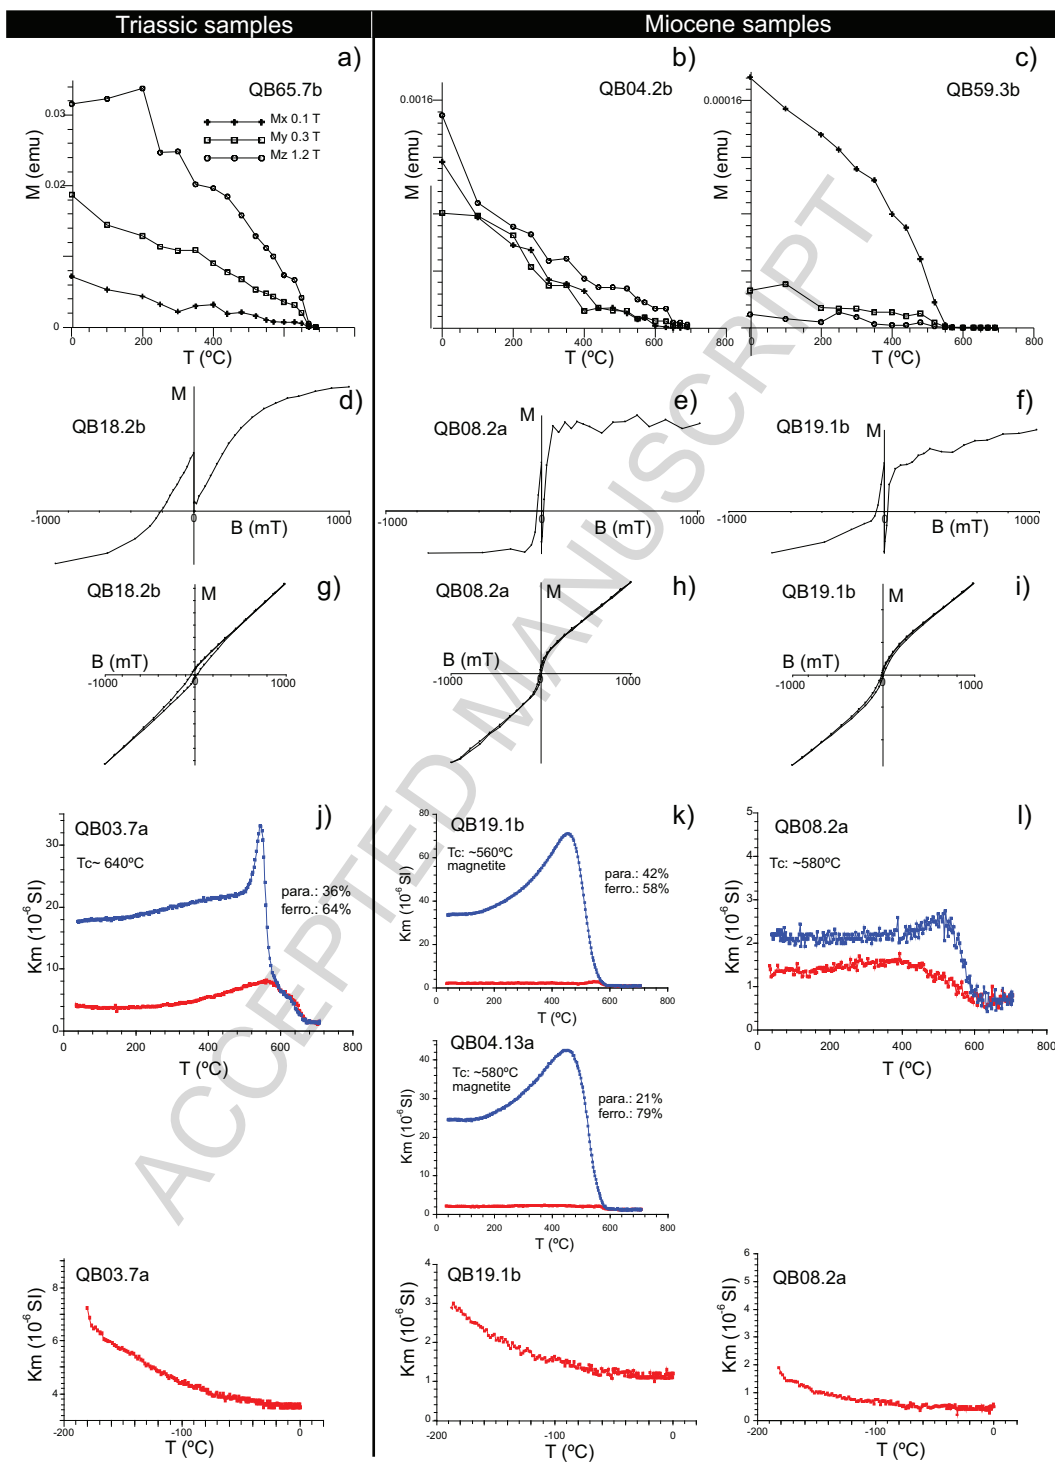 Triassic samples
Miocene samples
a)
QB65.7b
Mx 0.1 T
My 0.3 T
Mz 1.2 T
M (emu)
0.03
0.02
0
200
400
T (ºC)
b)
QB04.2b
M (emu)
0.0016
0
200
400
600
800
T (ºC)
c)
QB59.3b
M (emu)
0.00016
0
200
400
600
800
T (ºC)
d)
QB18.2b
M
-1000
0
1000
B (mT)
e)
QB08.2a
M
-1000
0
1000
B (mT)
f)
QB19.1b
M
-1000
0
1000
B (mT)
g)
QB18.2b
M
B (mT)
-1000
0
1000
h)
QB08.2a
M
B (mT)
-1000
0
1000
i)
QB19.1b
M
B (mT)
-1000
0
1000
j)
QB03.7a
Tc~ 640ºC
para.: 36%
ferro.: 64%
Km (10-6 SI)
30
20
10
0
0
200
400
600
800
T (ºC)
k)
QB19.1b
Tc: ~560ºC
magnetite
para.: 42%
ferro.: 58%
Km (10-6 SI)
80
60
40
20
0
0
200
400
600
800
T (ºC)
l)
QB08.2a
Tc: ~580ºC
Km (10-6 SI)
5
4
3
2
1
0
0
200
400
600
800
T (ºC)
QB04.13a
Tc: ~580ºC
magnetite
para.: 21%
ferro.: 79%
Km (10-6 SI)
40
30
20
10
0
0
200
400
600
800
T (ºC)
QB03.7a
Km (10-6 SI)
8
6
4
-200
-100
0
T (ºC)
QB19.1b
Km (10-6 SI)
4
3
2
1
0
-200
-100
0
T (ºC)
QB08.2a
Km (10-6 SI)
6
5
4
3
2
1
0
-200
-100
0
T (ºC)
ACCEPTED MANUSCRIPT